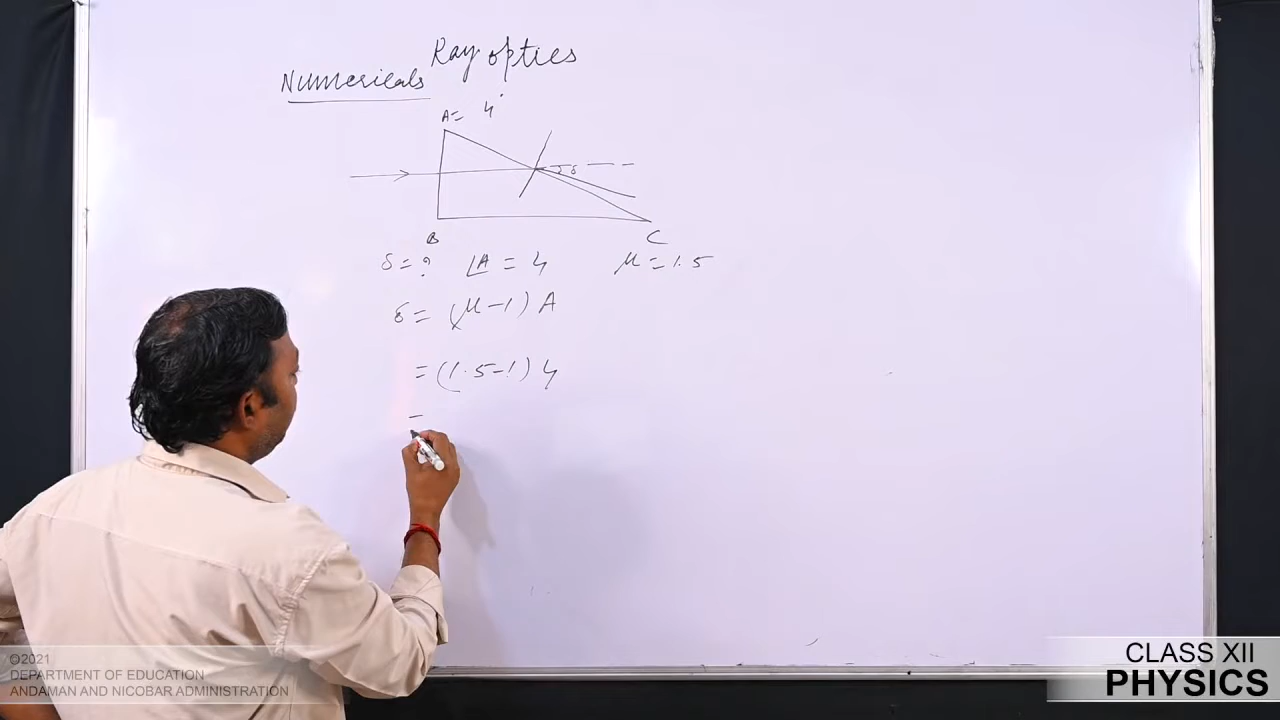 Ray optics
Numericals
A= 4°
δ
B
C
δ = ? ∠A = 4 μ = 1.5
δ = (μ-1) A
= (1.5-1) 4
©2021
DEPARTMENT OF EDUCATION
ANDAMAN AND NICOBAR ADMINISTRATION
CLASS XII
PHYSICS